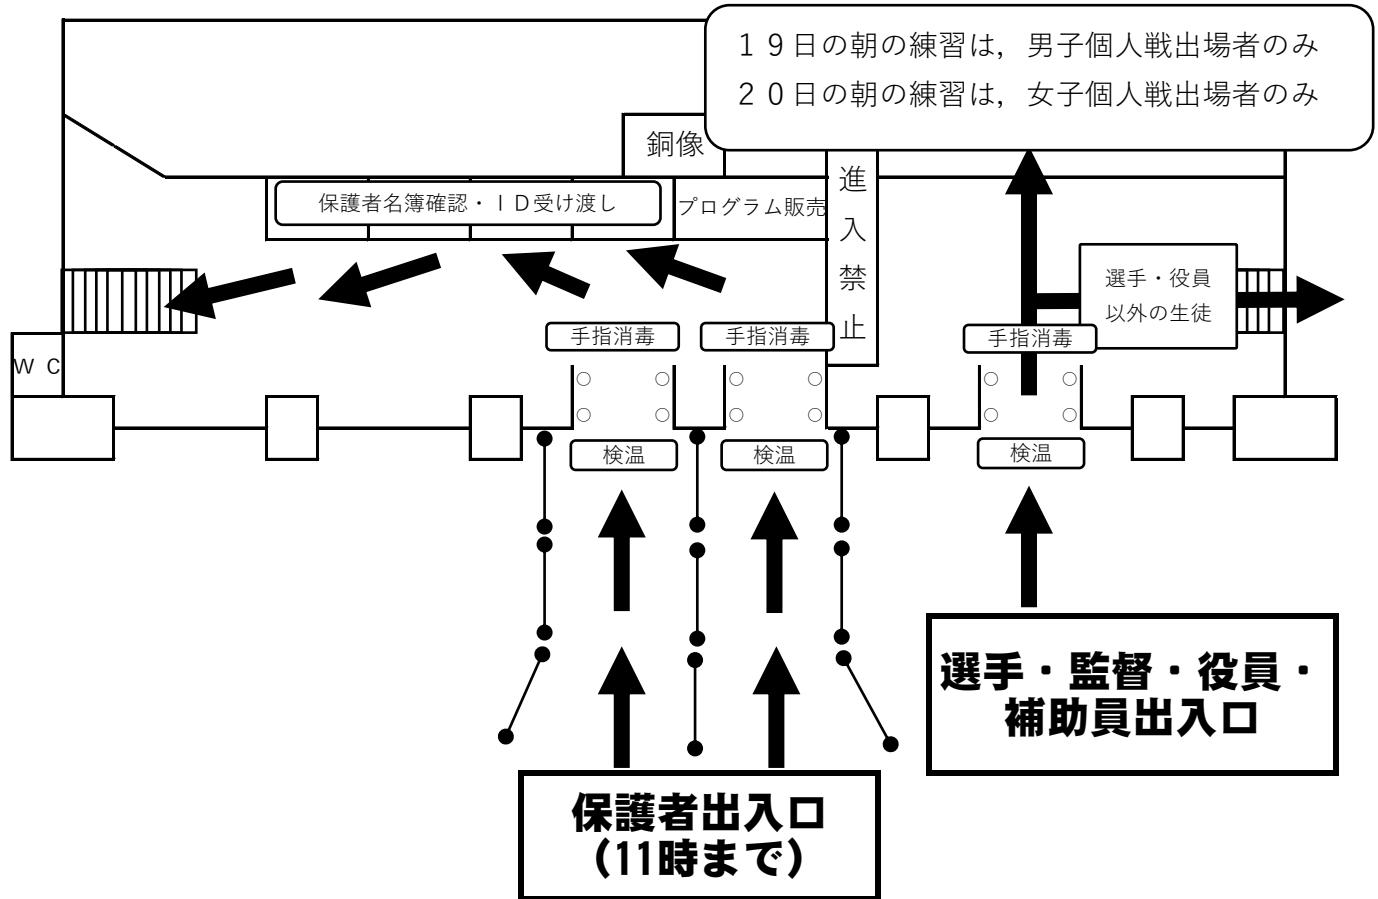 １９日の朝の練習は，男子個人戦出場者のみ
２０日の朝の練習は，女子個人戦出場者のみ
銅像
進入禁止
保護者名簿確認・ＩＤ受け渡し
プログラム販売
選手・役員
以外の生徒
手指消毒
手指消毒
手指消毒
ＷＣ
検温
検温
検温
選手・監督・役員・
補助員出入口
保護者出入口
（11時まで）